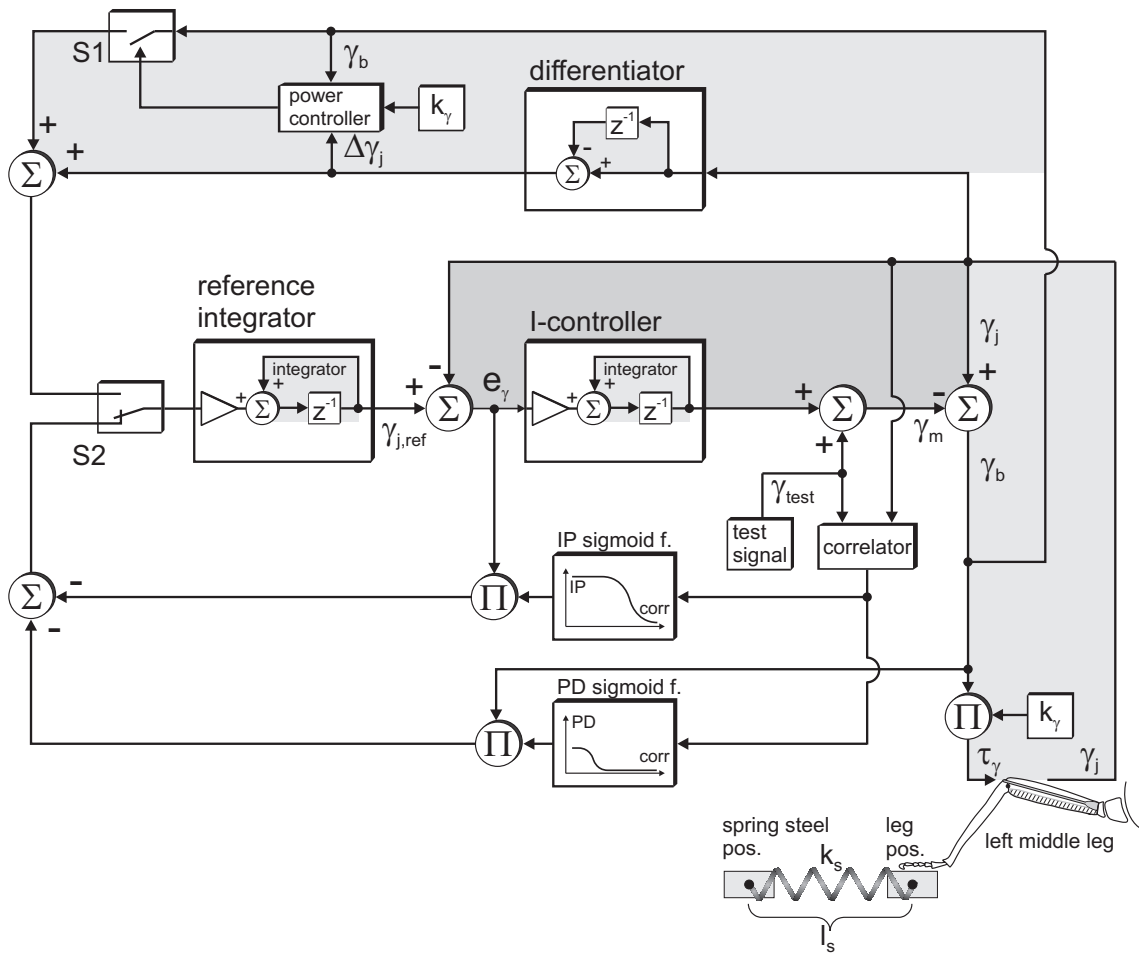 S1
γb
differentiator
power
controller
kγ
z-1
-
+
Δγj
+
+
Σ
Σ
reference
integrator
I-controller
γj
integrator
+
+
z-1
+
-
Σ
eγ
γj,ref
integrator
+
+
z-1
+
Σ
+
-
+
Σ
γm
Σ
Σ
S2
γb
γtest
test
signal
correlator
IP sigmoid f.
IP
corr
Π
-
Σ
-
PD sigmoid f.
PD
corr
Π
Π
kγ
τγ
γj
left middle leg
spring steel
pos.
leg
pos.
ks
ls